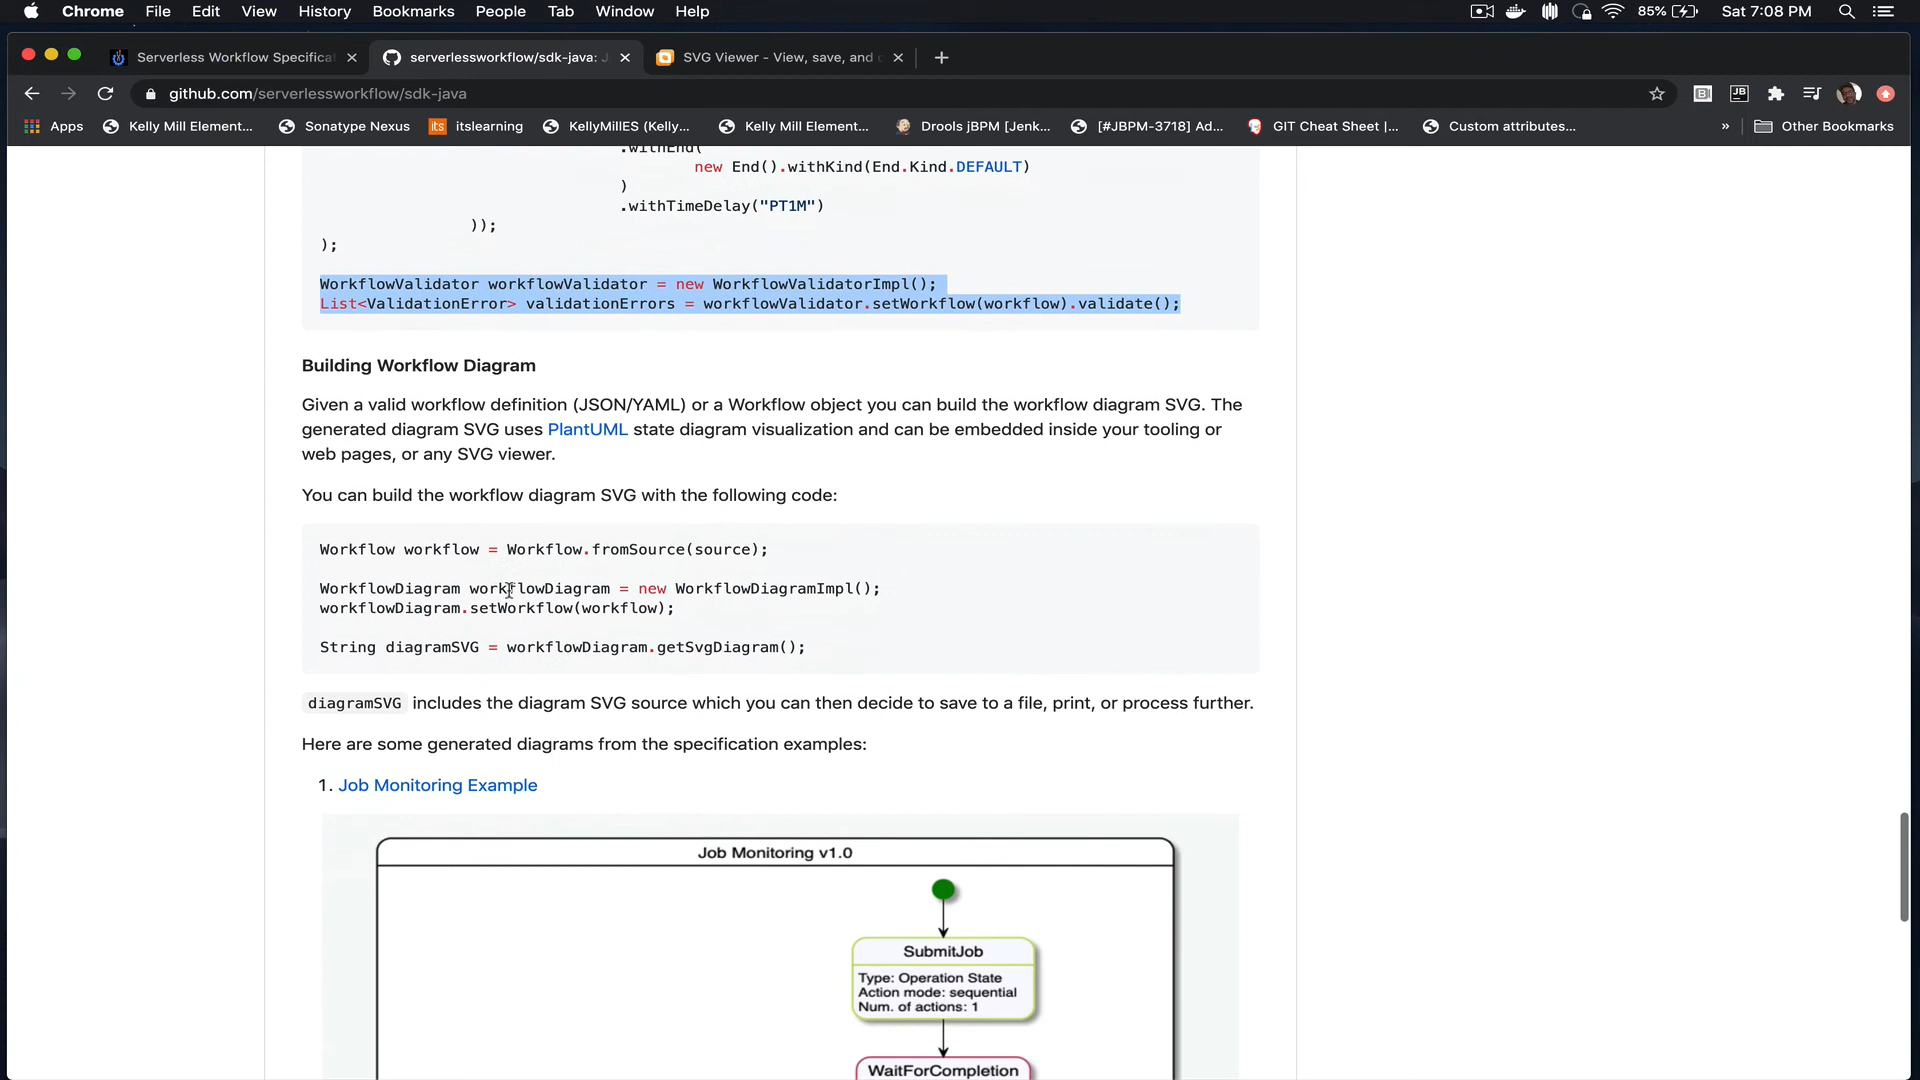 Chrome File Edit View History Bookmarks People Tab Window Help 85% Sat 7:08 PM
Serverless Workflow Specificat serverlessworkflow/sdk-java: J SVG Viewer - View, save, and c
github.com/serverlessworkflow/sdk-java
Apps Kelly Mill Element... Sonatype Nexus its itslearning KellyMillES (Kelly... Kelly Mill Element... Drools jBPM [Jenk... [#JBPM-3718] Ad... GIT Cheat Sheet |... Custom attributes... » Other Bookmarks
.withEnd(
new End().withKind(End.Kind.DEFAULT)
)
.withTimeDelay("PT1M")
));
);
WorkflowValidator workflowValidator = new WorkflowValidatorImpl();
List<ValidationError> validationErrors = workflowValidator.setWorkflow(workflow).validate();
Building Workflow Diagram
Given a valid workflow definition (JSON/YAML) or a Workflow object you can build the workflow diagram SVG. The
generated diagram SVG uses PlantUML state diagram visualization and can be embedded inside your tooling or
web pages, or any SVG viewer.
You can build the workflow diagram SVG with the following code:
Workflow workflow = Workflow.fromSource(source);
WorkflowDiagram workflowDiagram = new WorkflowDiagramImpl();
workflowDiagram.setWorkflow(workflow);
String diagramSVG = workflowDiagram.getSvgDiagram();
diagramSVG includes the diagram SVG source which you can then decide to save to a file, print, or process further.
Here are some generated diagrams from the specification examples:
1. Job Monitoring Example
Job Monitoring v1.0
SubmitJob
Type: Operation State
Action mode: sequential
Num. of actions: 1
WaitForCompletion